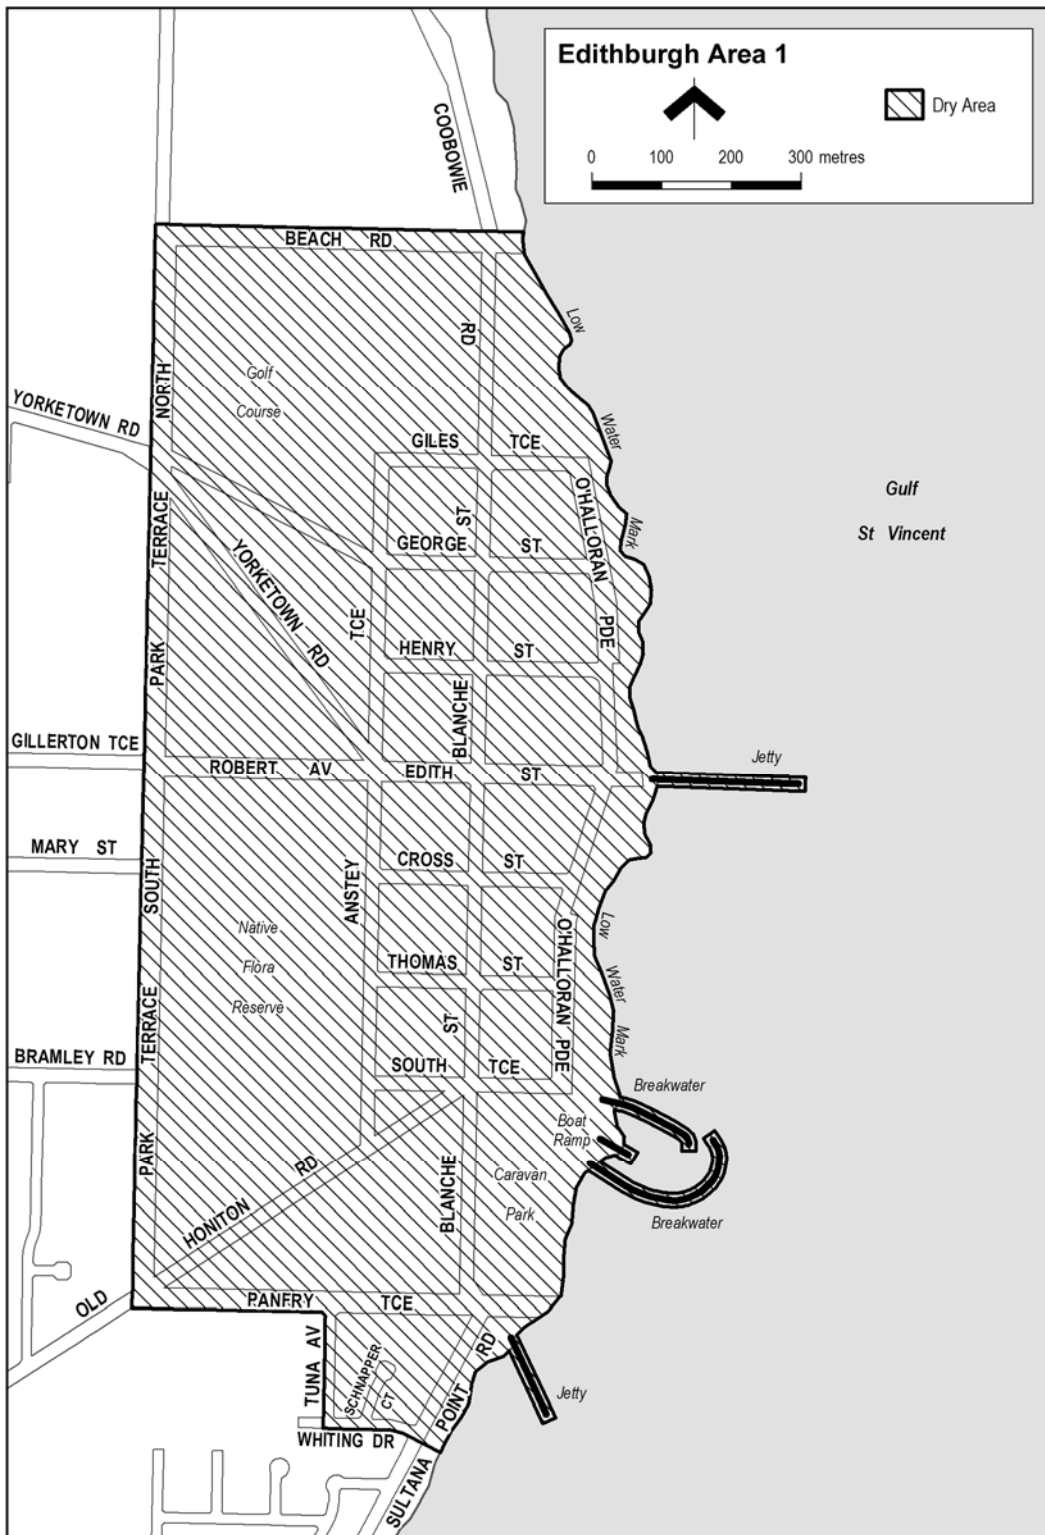 Edithburgh Area 1
Dry Area
0 100 200 300 metres
COOBOWIE
BEACH RD
Low
RD
NORTH
Golf
Course
YORKETOWN RD
Water
GILES TCE
O'HALLORAN
Gulf
TERRACE
ST
Mark
St Vincent
GEORGE ST
YORKETOWN RD
TCE
PDE
HENRY ST
PARK
BLANCHE
GILLERTON TCE
Jetty
ROBERT AV
EDITH ST
MARY ST
CROSS ST
SOUTH
ANSTEY
Native
Flora
Reserve
Low
O'HALLORAN PDE
THOMAS ST
Water
TERRACE
ST
Mark
BRAMLEY RD
SOUTH TCE
Breakwater
Boat
Ramp
PARK
HONITON RD
BLANCHE
Caravan
Park
Breakwater
OLD
PANFRY TCE
TUNA AV
SCHNAPPER
CT
POINT RD
Jetty
WHITING DR
SULTANA